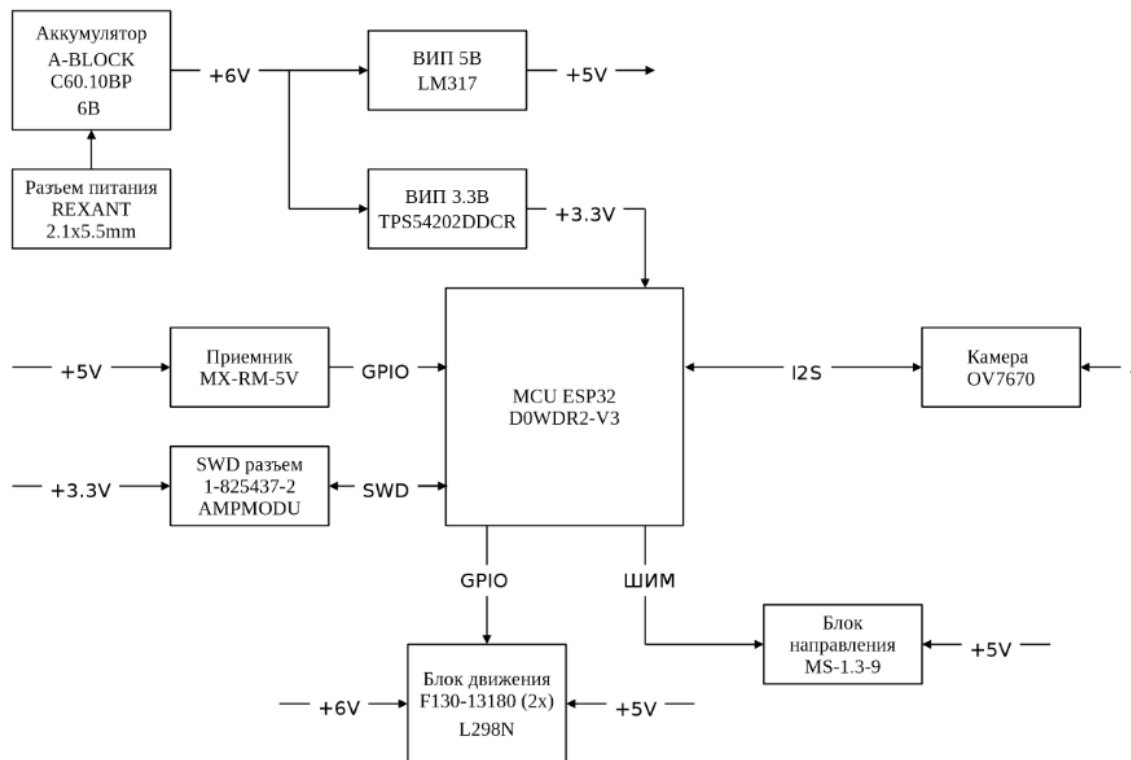 Аккумулятор
A-BLOCK
C60.10BP
6В
+6V
ВИП 5В
LM317
+5V
Разъем питания
REXANT
2.1x5.5mm
ВИП 3.3В
TPS54202DDCR
+3.3V
+5V
Приемник
MX-RM-5V
GPIO
MCU ESP32
D0WDR2-V3
I2S
Камера
OV7670
+3.3V
SWD разъем
1-825437-2
AMPMODU
SWD
GPIO
ШИМ
Блок
направления
MS-1.3-9
+5V
+6V
Блок движения
F130-13180 (2x)
L298N
+5V